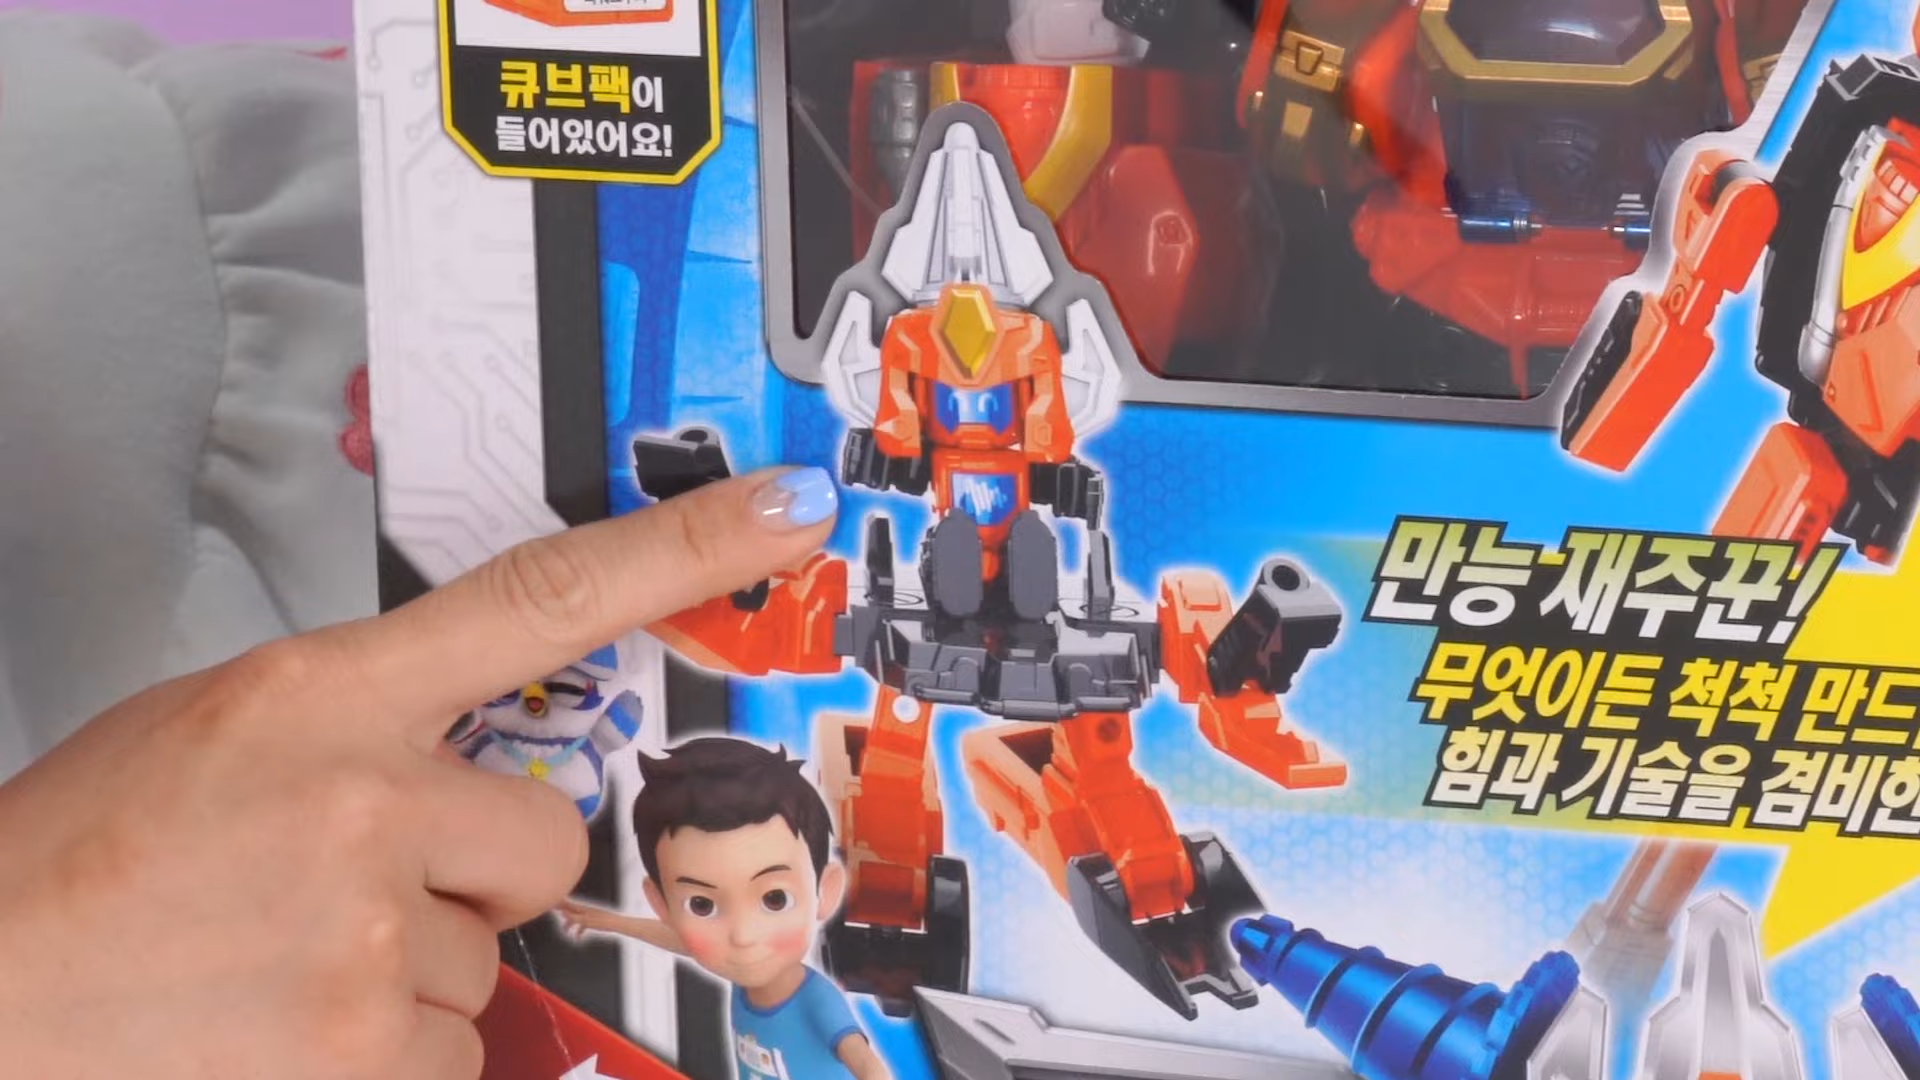 큐브팩이
들어있어요!
만능 재주꾼!
무엇이든 척척 만드
힘과 기술을 겸비한